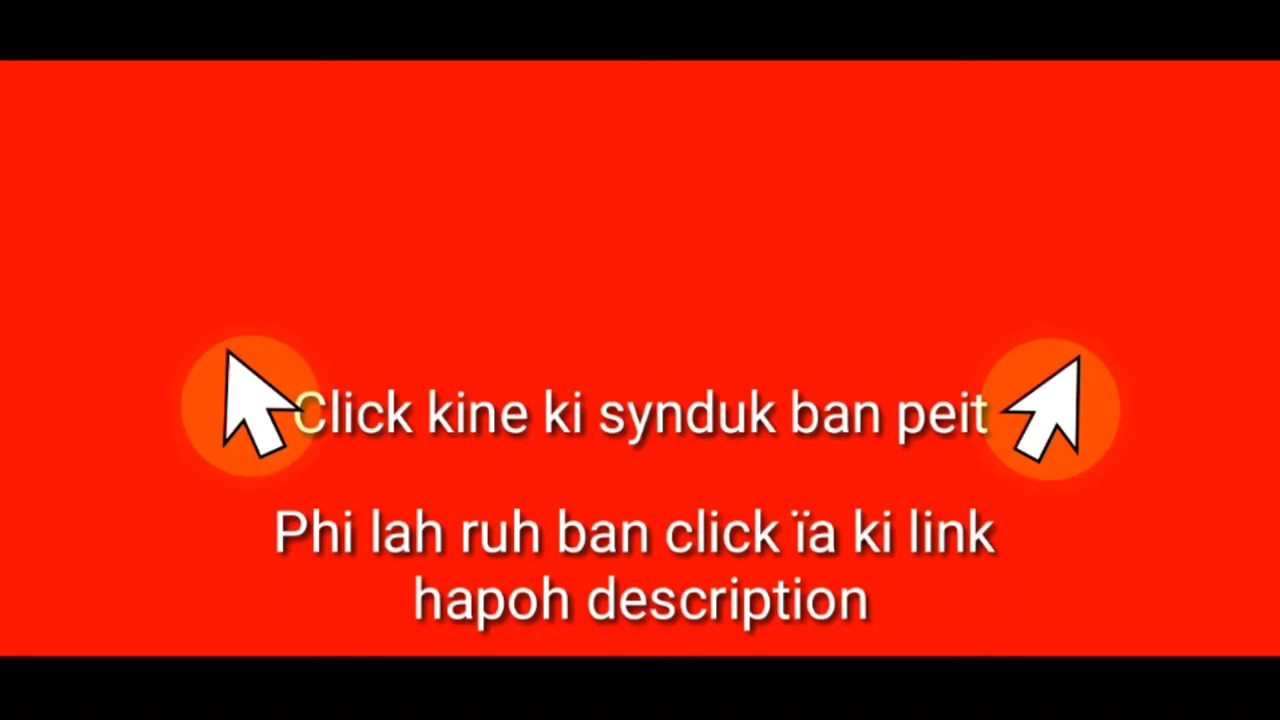 Click kine ki synduk ban peit
Phi lah ruh ban click ïa ki link
hapoh description